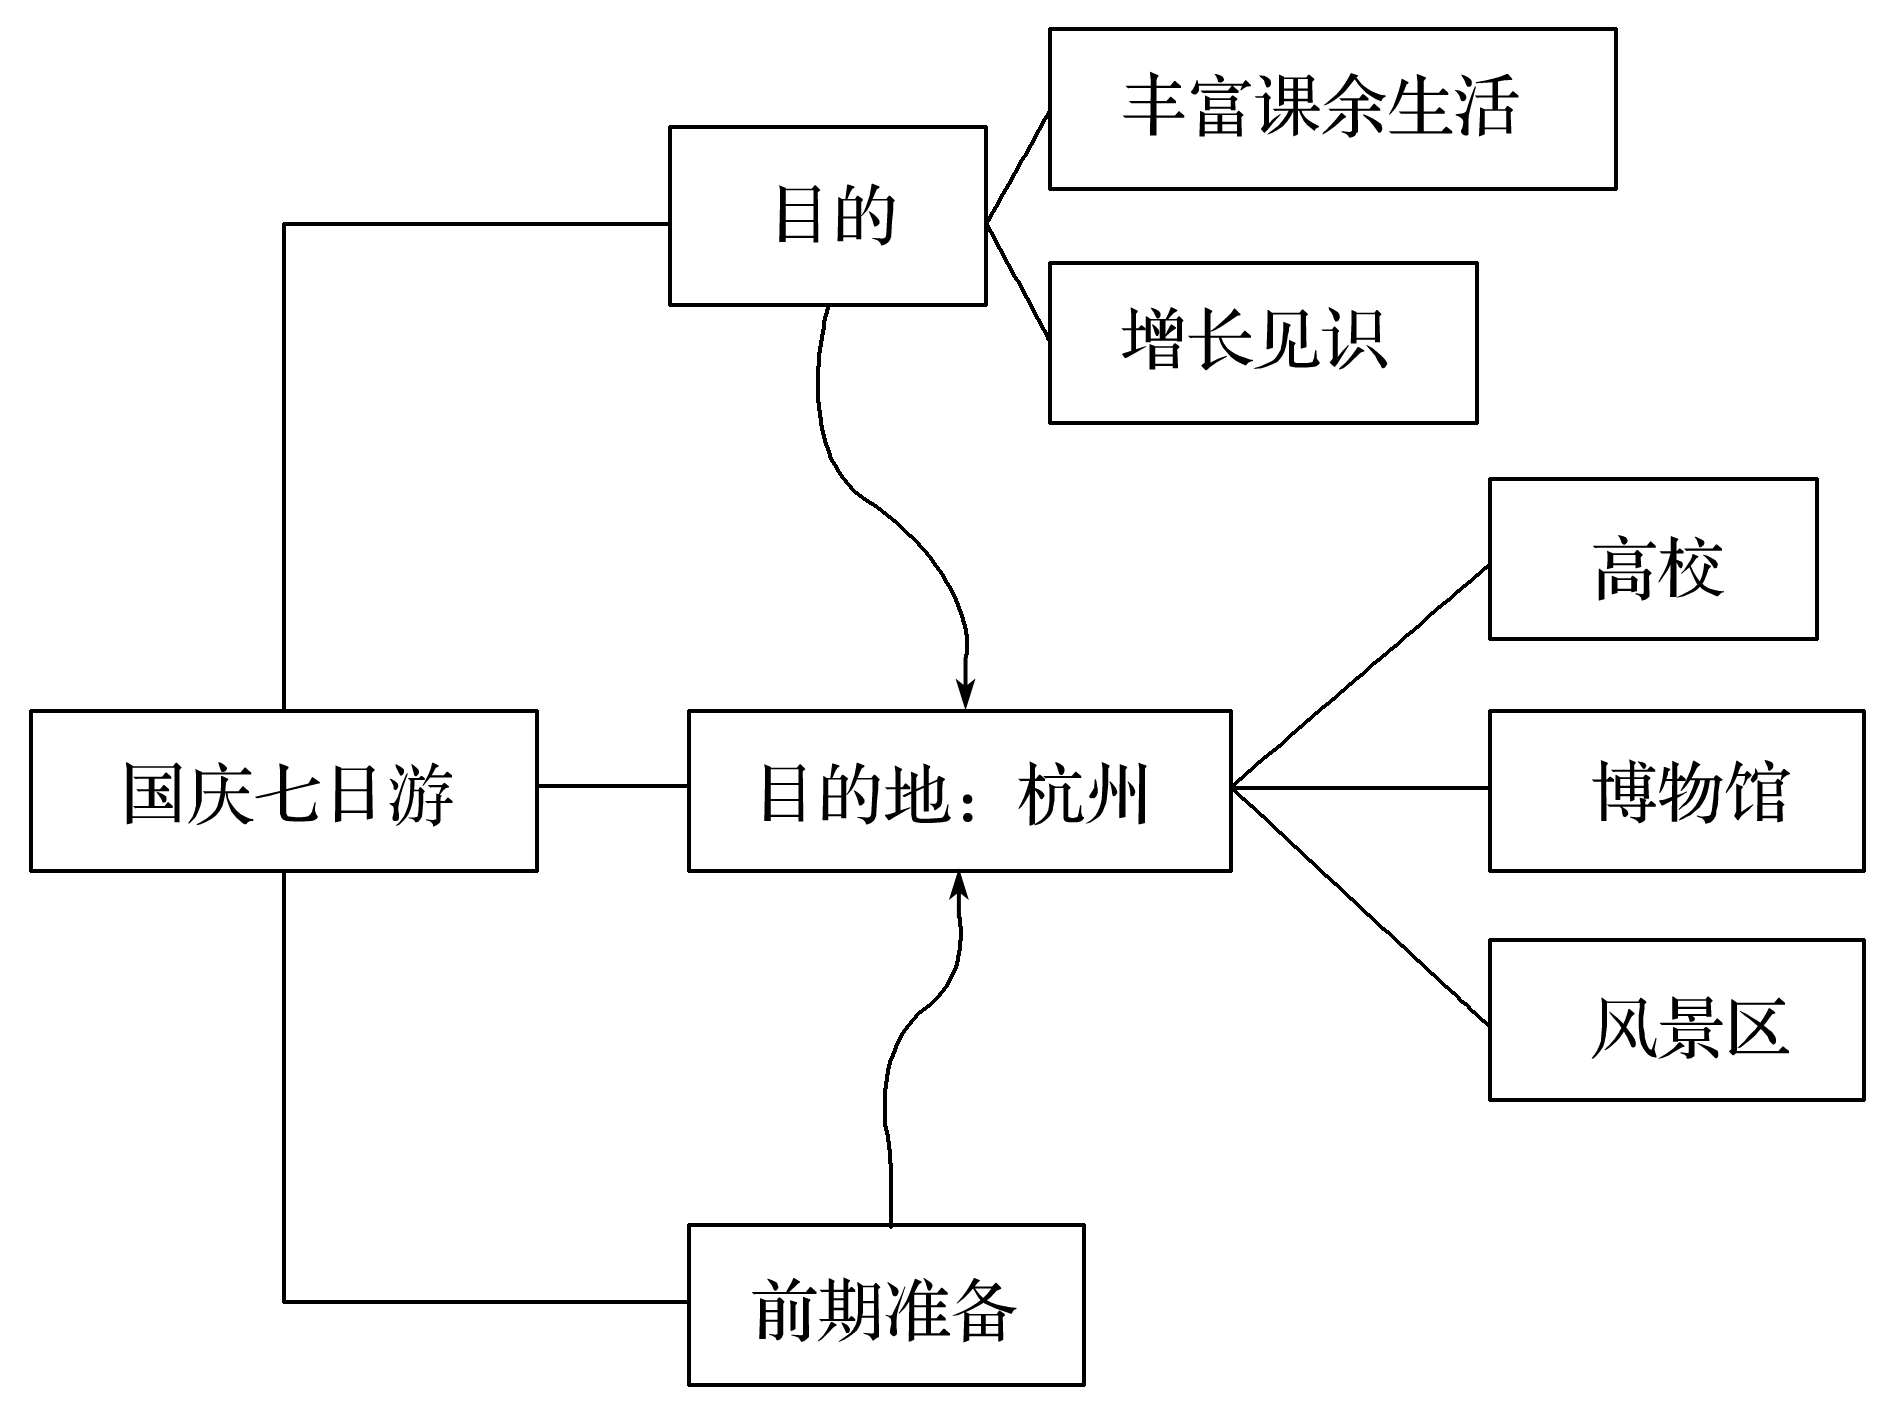 丰富课余生活
目的
增长见识
高校
国庆七日游
目的地：杭州
博物馆
风景区
前期准备